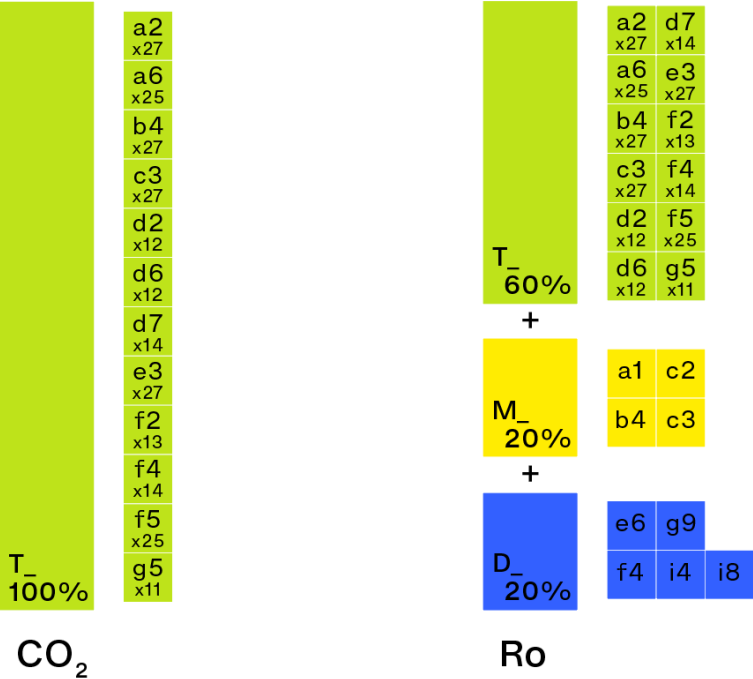 a2
x27
a6
x25
b4
x27
c3
x27
d2
x12
d6
x12
d7
x14
e3
x27
f2
x13
f4
x14
f5
x25
g5
x11
T_
100%
CO₂
a2 d7
x27 x14
a6 e3
x25 x27
b4 f2
x27 x13
c3 f4
x27 x14
d2 f5
x12 x25
d6 g5
x12 x11
T_
60%
+
a1 c2
b4 c3
M_
20%
+
e6 g9
f4 i4 i8
D_
20%
Ro